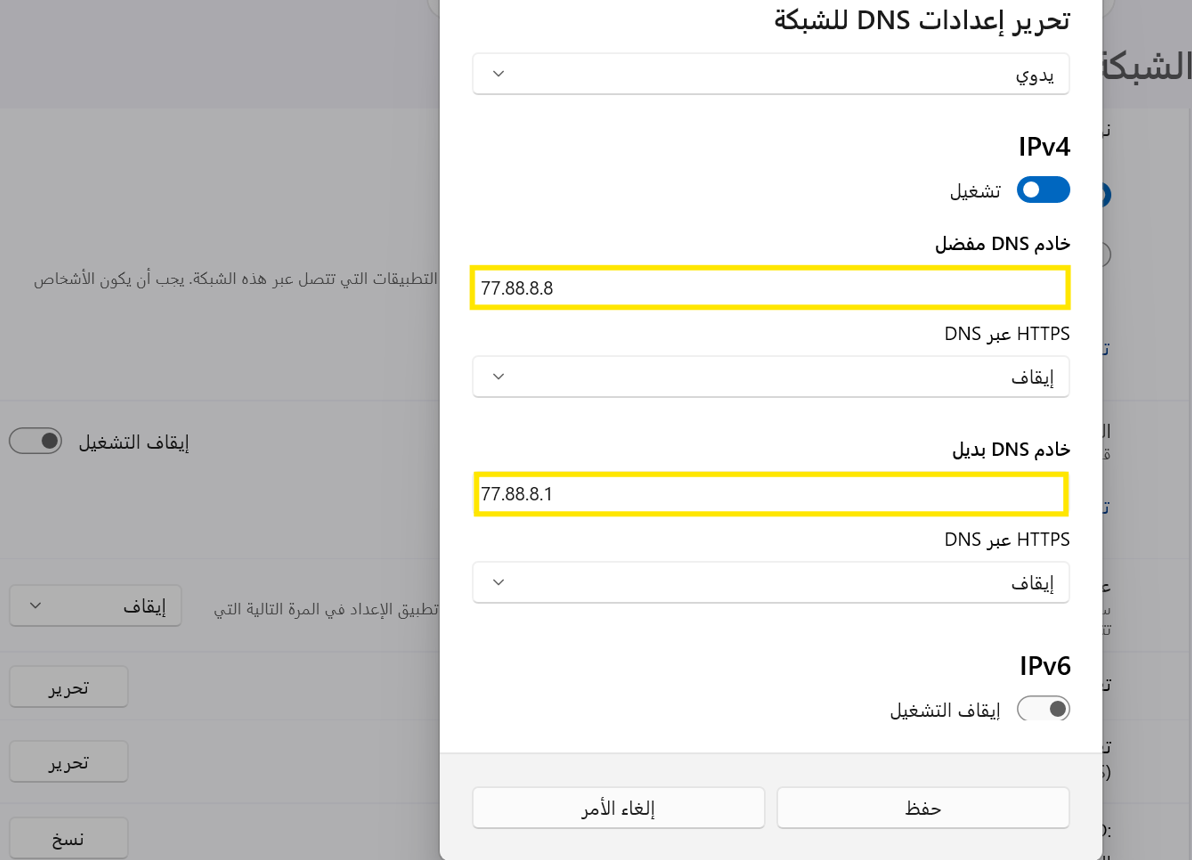 تحرير إعدادات DNS للشبكة
يدوي
IPv4
تشغيل
خادم DNS مفضل
77.88.8.8
DNS عبر HTTPS
إيقاف
خادم DNS بديل
77.88.8.1
DNS عبر HTTPS
إيقاف
IPv6
إيقاف التشغيل
حفظ
إلغاء الأمر
الشبكة
التطبيقات التي تتصل عبر هذه الشبكة. يجب أن يكون الأشخاص
إيقاف التشغيل
تطبيق الإعداد في المرة التالية التي
إيقاف
تحرير
تحرير
نسخ